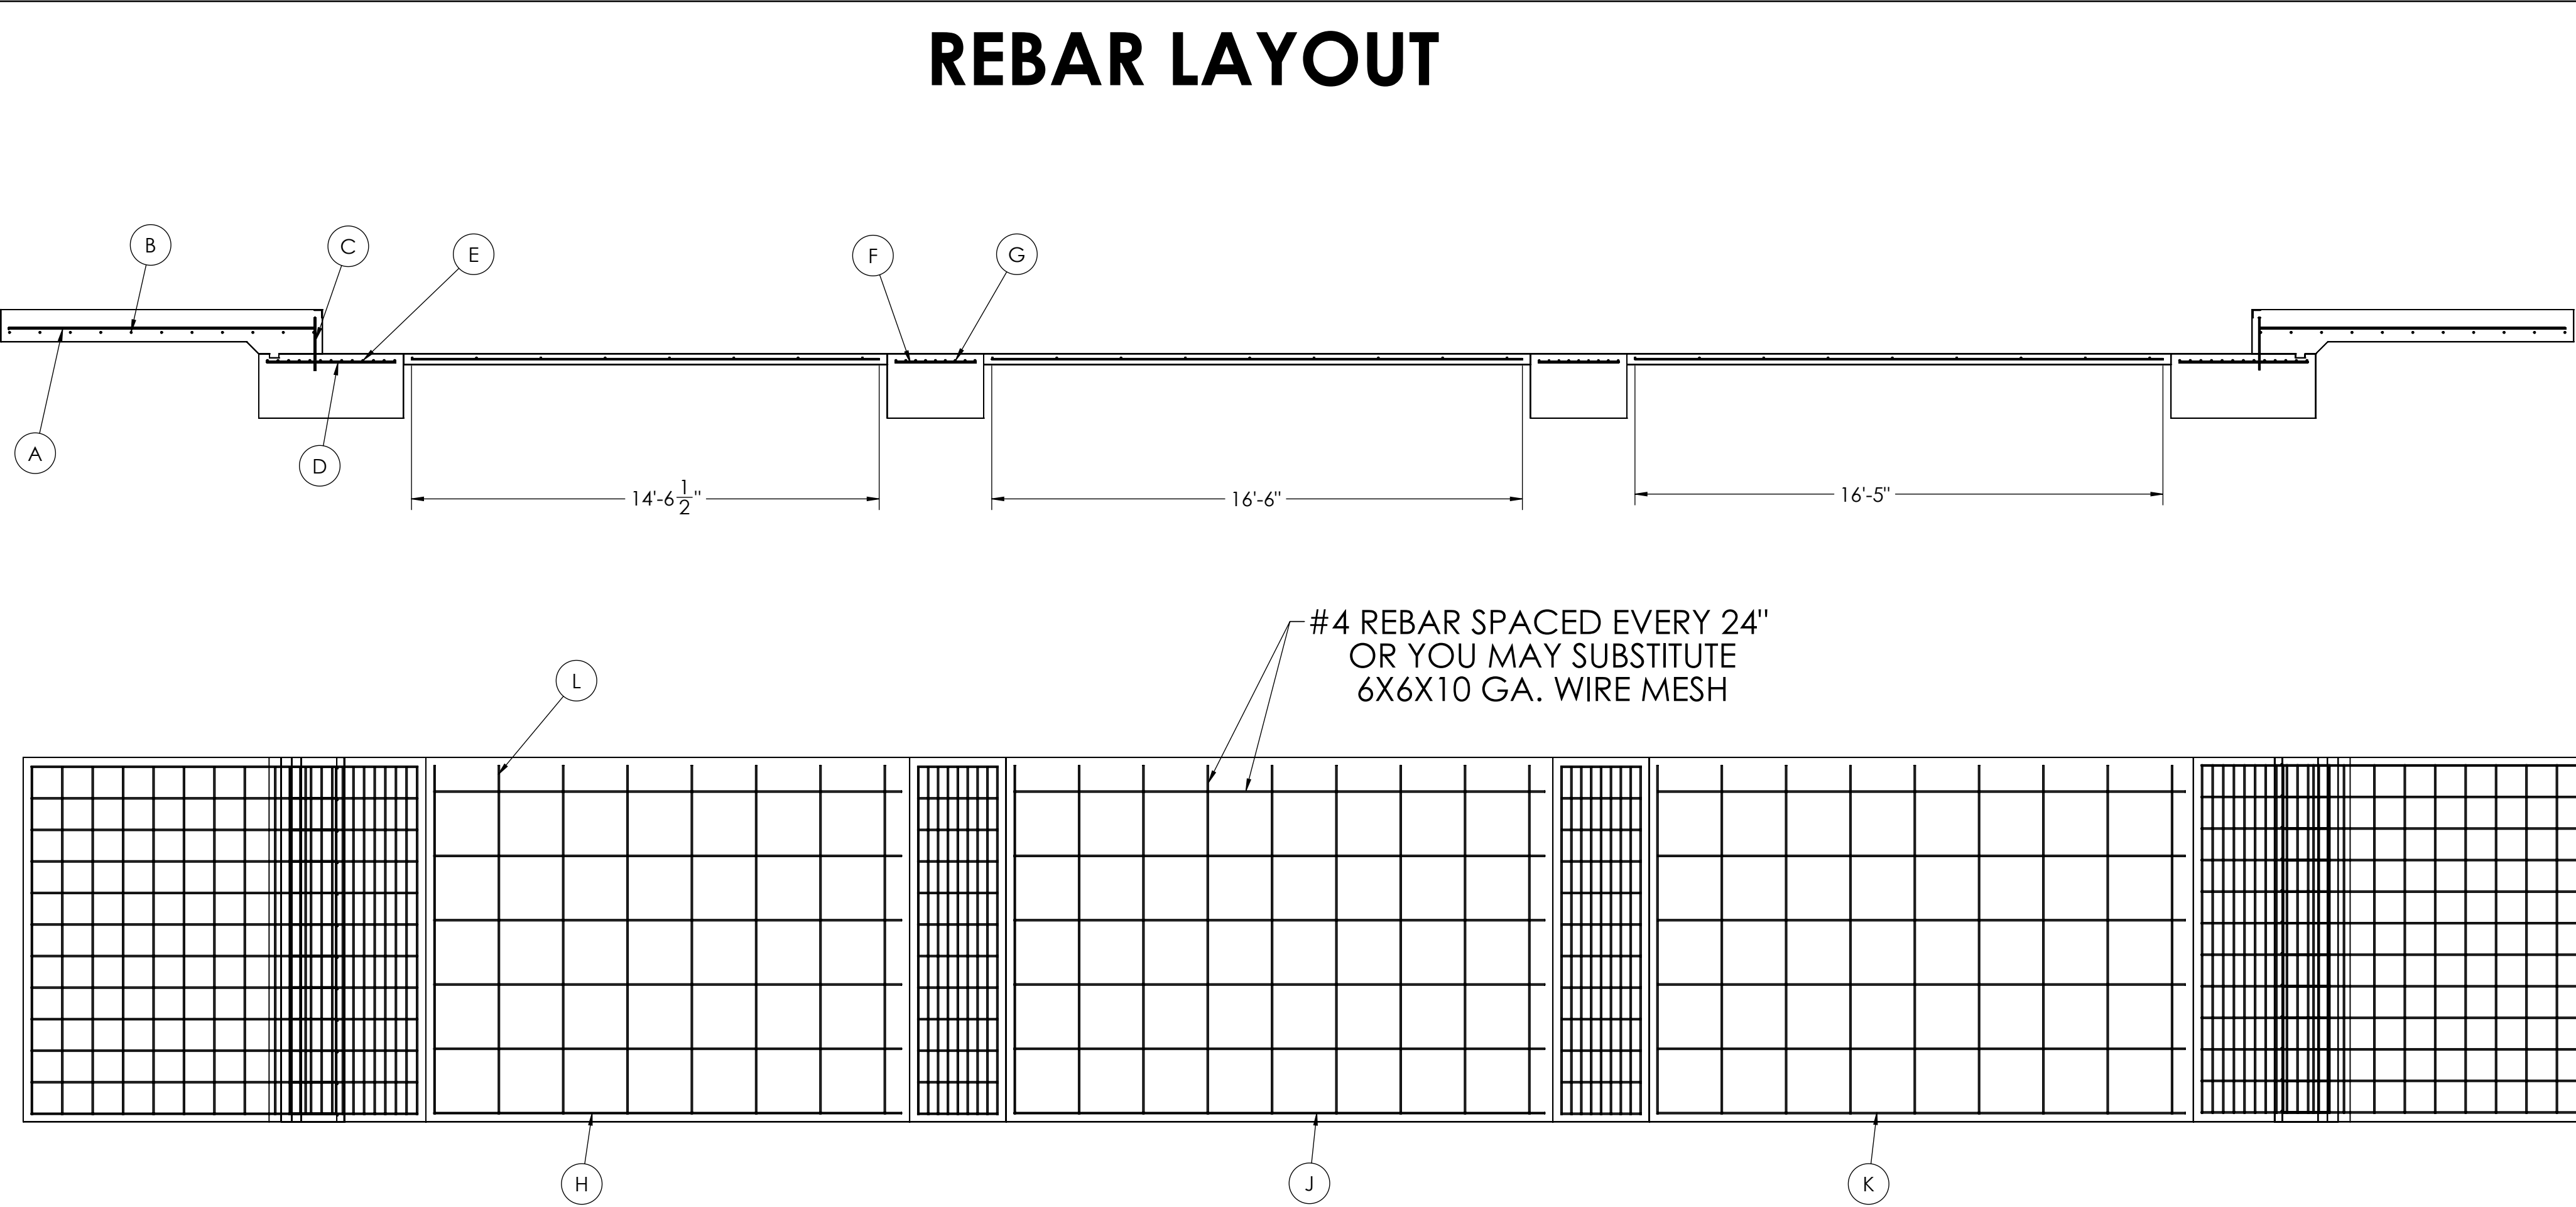 REBAR LAYOUT
B
C
E
F
G
A
D
14'-6 1/2"
16'-6"
16'-5"
#4 REBAR SPACED EVERY 24"
OR YOU MAY SUBSTITUTE
6X6X10 GA. WIRE MESH
L
H
J
K